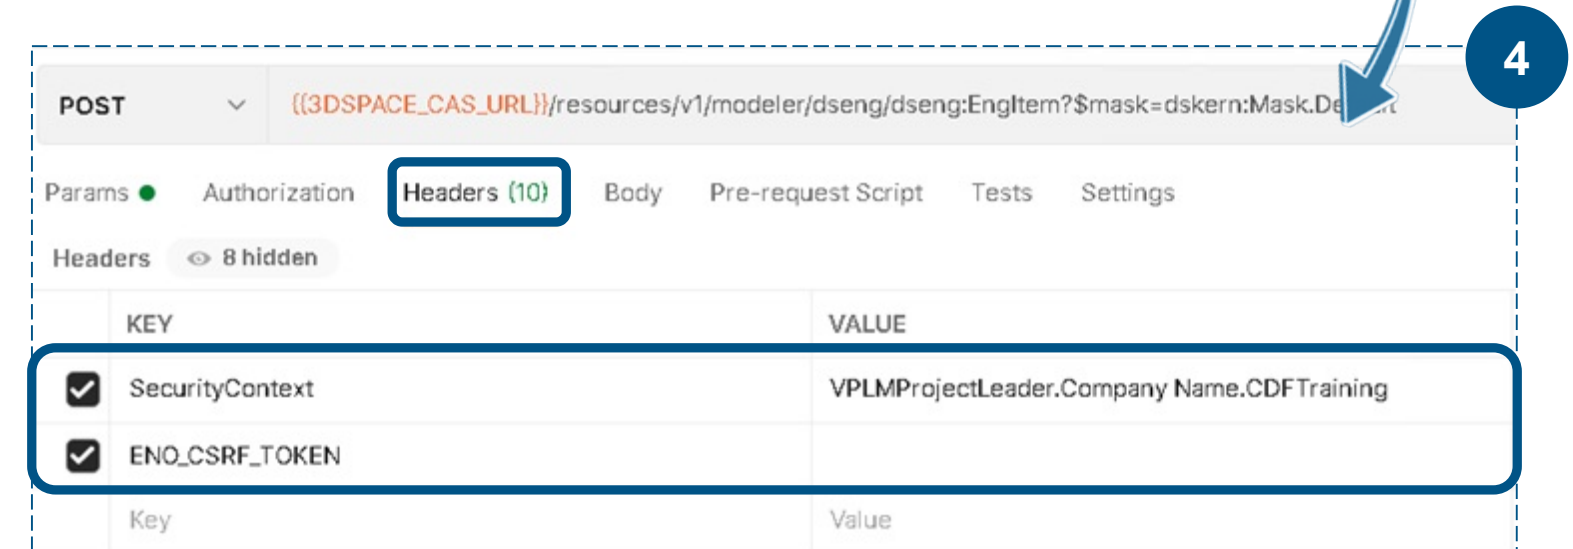 4
POST {{3DSPACE_CAS_URL}}/resources/v1/modeler/dseng/dseng:EngItem?$mask=dskern:Mask.De
Params Authorization Headers (10) Body Pre-request Script Tests Settings
Headers 8 hidden
KEY VALUE
SecurityContext VPLMProjectLeader.Company Name.CDFTraining
ENO_CSRF_TOKEN
Key Value